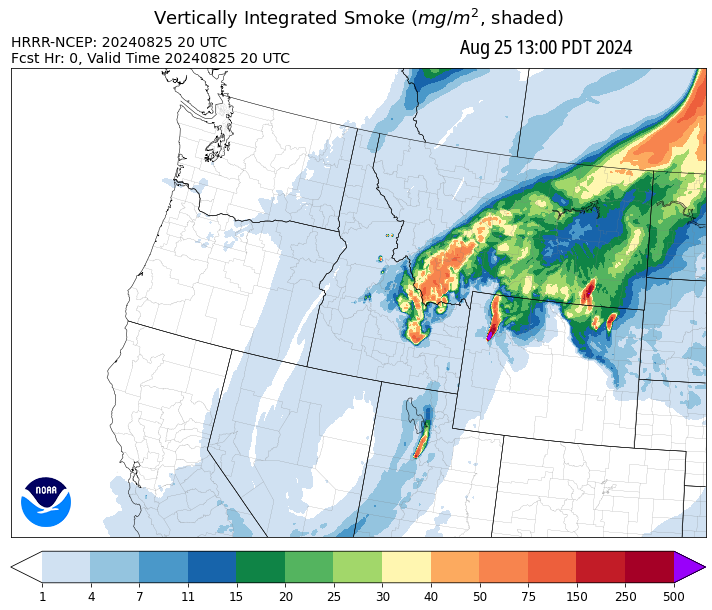 Vertically Integrated Smoke (mg/m², shaded)
HRRR-NCEP: 20240825 20 UTC
Aug 25 13:00 PDT 2024
Fcst Hr: 0, Valid Time 20240825 20 UTC
NOAA
1 4 7 11 15 20 25 30 40 50 75 150 250 500